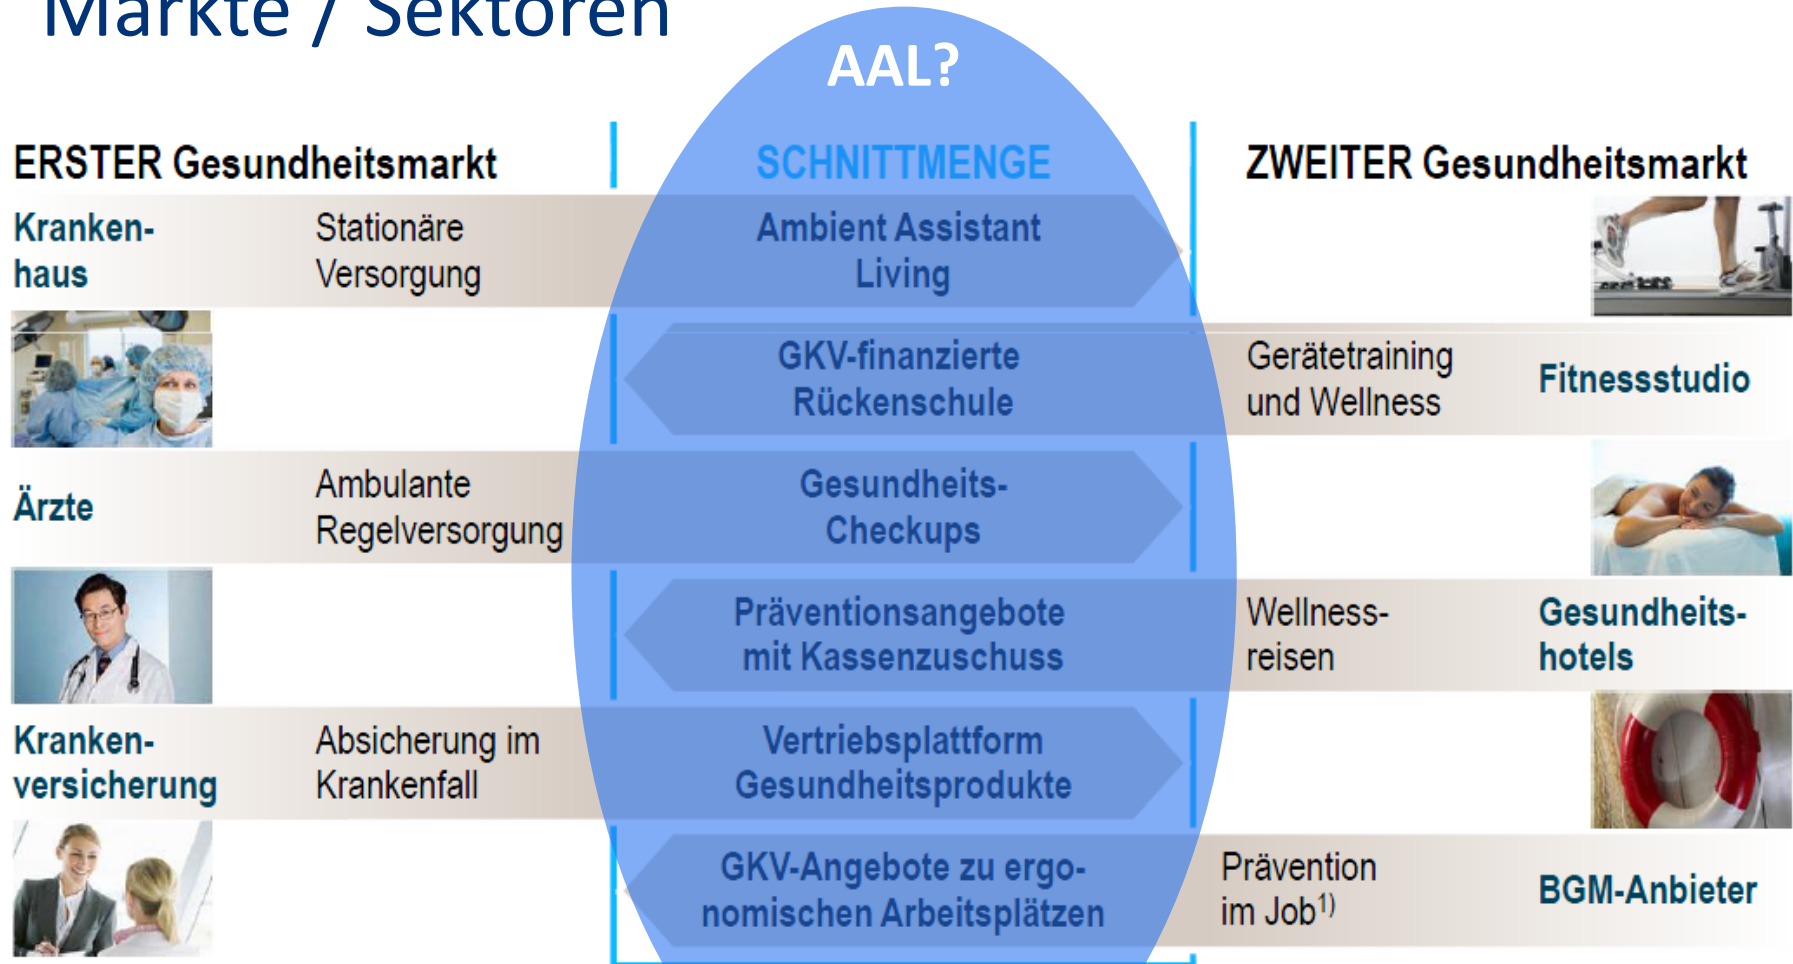 Märkte / Sektoren
AAL?
ERSTER Gesundheitsmarkt
SCHNITTMENGE
ZWEITER Gesundheitsmarkt
Kranken-
haus
Stationäre
Versorgung
Ambient Assistant
Living
GKV-finanzierte
Rückenschule
Gerätetraining
und Wellness
Fitnessstudio
Ärzte
Ambulante
Regelversorgung
Gesundheits-
Checkups
Präventionsangebote
mit Kassenzuschuss
Wellness-
reisen
Gesundheits-
hotels
Kranken-
versicherung
Absicherung im
Krankenfall
Vertriebsplattform
Gesundheitsprodukte
GKV-Angebote zu ergo-
nomischen Arbeitsplätzen
Prävention
im Job1)
BGM-Anbieter